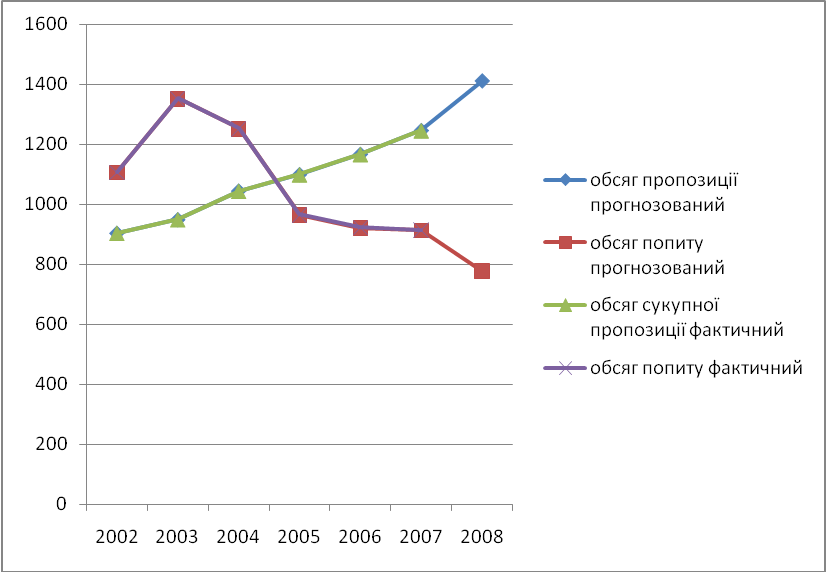 1600
1400
1200
1000
800
600
400
200
0
2002 2003 2004 2005 2006 2007 2008
обсяг пропозиції
прогнозований
обсяг попиту
прогнозований
обсяг сукупної
пропозиції фактичний
обсяг попиту фактичний